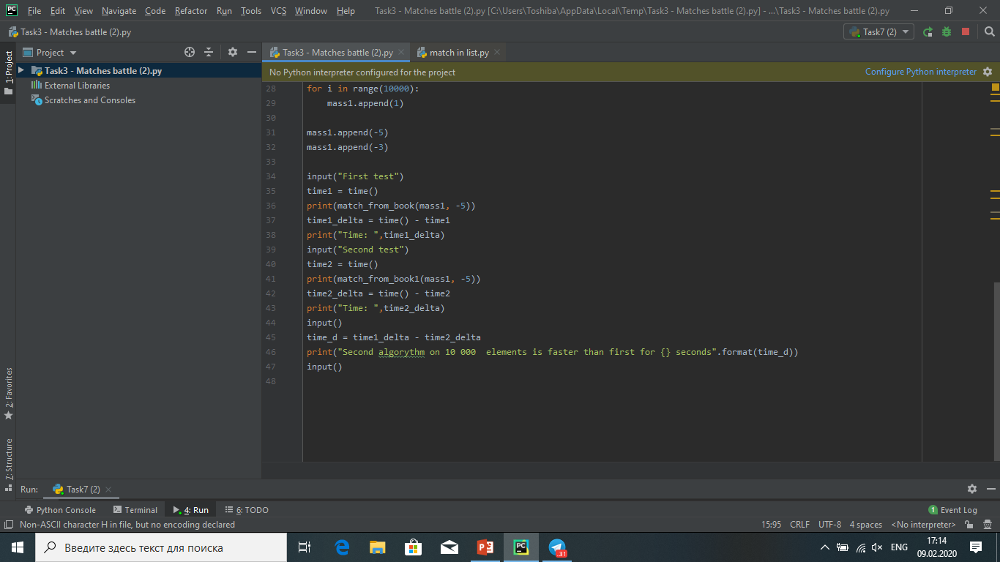 File Edit View Navigate Code Refactor Run Tools VCS Window Help Task3 - Matches battle (2).py [C:\Users\Toshiba\AppData\Local\Temp\Task3 - Matches battle (2).py] - ...\Task3 - Matches battle (2).py
Task3 - Matches battle (2).py Task7 (2)
1: Project
Project
Task3 - Matches battle (2).py match in list.py
Task3 - Matches battle (2).py
External Libraries
Scratches and Consoles
No Python interpreter configured for the project Configure Python interpreter
28 for i in range(10000):
29     mass1.append(1)
30
31 mass1.append(-5)
32 mass1.append(-3)
33
34 input("First test")
35 time1 = time()
36 print(match_from_book(mass1, -5))
37 time1_delta = time() - time1
38 print("Time: ",time1_delta)
39 input("Second test")
40 time2 = time()
41 print(match_from_book1(mass1, -5))
42 time2_delta = time() - time2
43 print("Time: ",time2_delta)
44 input()
45 time_d = time1_delta - time2_delta
46 print("Second algorythm on 10 000  elements is faster than first for {} seconds".format(time_d))
47 input()
48
2: Favorites
7: Structure
Run: Task7 (2)
Python Console Terminal 4: Run 6: TODO 1 Event Log
Non-ASCII character H in file, but no encoding declared 15:95 CRLF UTF-8 4 spaces <No interpreter>
Введите здесь текст для поиска
PC
31
ENG
17:14
09.02.2020